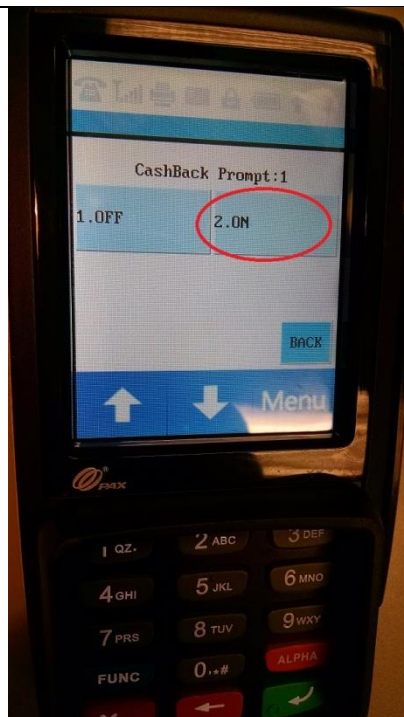 CashBack Prompt:1
1.OFF 2.ON
BACK
Menu
PAX
1 QZ. 2 ABC 3 DEF
4 GHI 5 JKL 6 MNO
7 PRS 8 TUV 9 WXY
FUNC 0,*# ALPHA